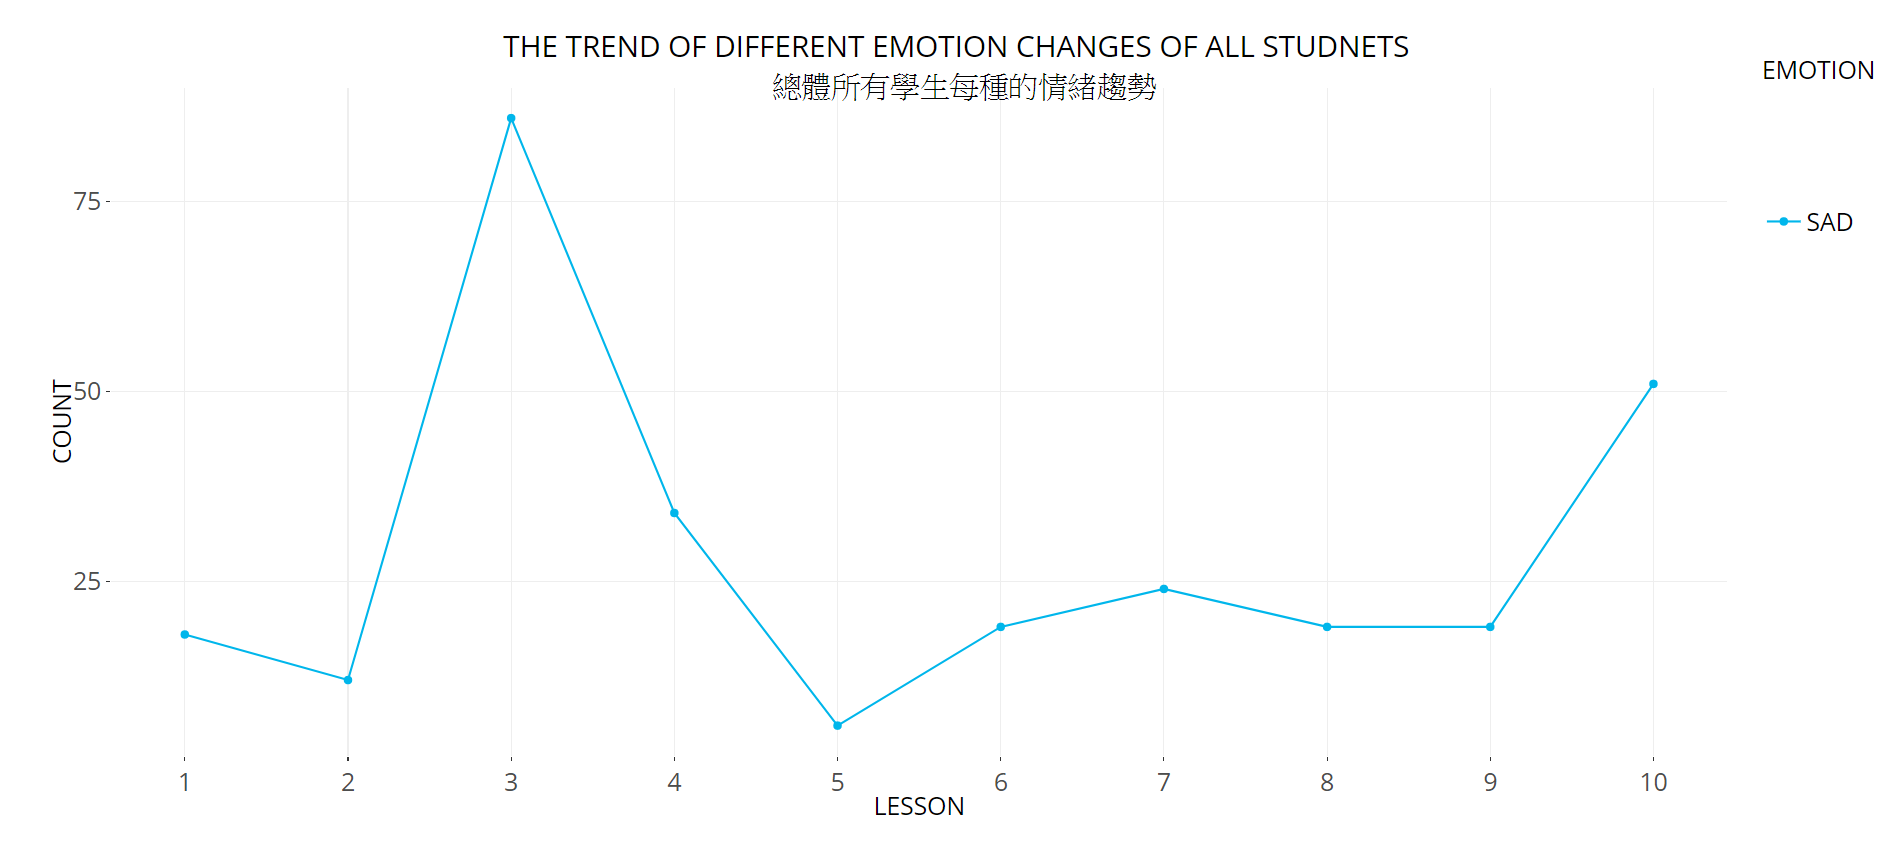 THE TREND OF DIFFERENT EMOTION CHANGES OF ALL STUDNETS
總體所有學生每種的情緒趨勢
EMOTION
SAD
COUNT
75
50
25
1 2 3 4 5 6 7 8 9 10
LESSON